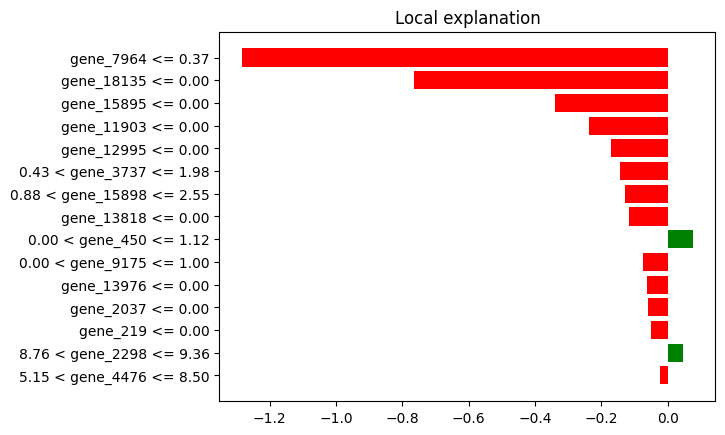 Local explanation
gene_7964 <= 0.37
gene_18135 <= 0.00
gene_15895 <= 0.00
gene_11903 <= 0.00
gene_12995 <= 0.00
0.43 < gene_3737 <= 1.98
0.88 < gene_15898 <= 2.55
gene_13818 <= 0.00
0.00 < gene_450 <= 1.12
0.00 < gene_9175 <= 1.00
gene_13976 <= 0.00
gene_2037 <= 0.00
gene_219 <= 0.00
8.76 < gene_2298 <= 9.36
5.15 < gene_4476 <= 8.50
−1.2 −1.0 −0.8 −0.6 −0.4 −0.2 0.0